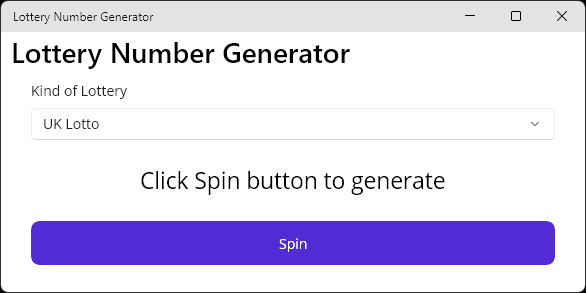 Lottery Number Generator
Lottery Number Generator
Kind of Lottery
UK Lotto
Click Spin button to generate
Spin